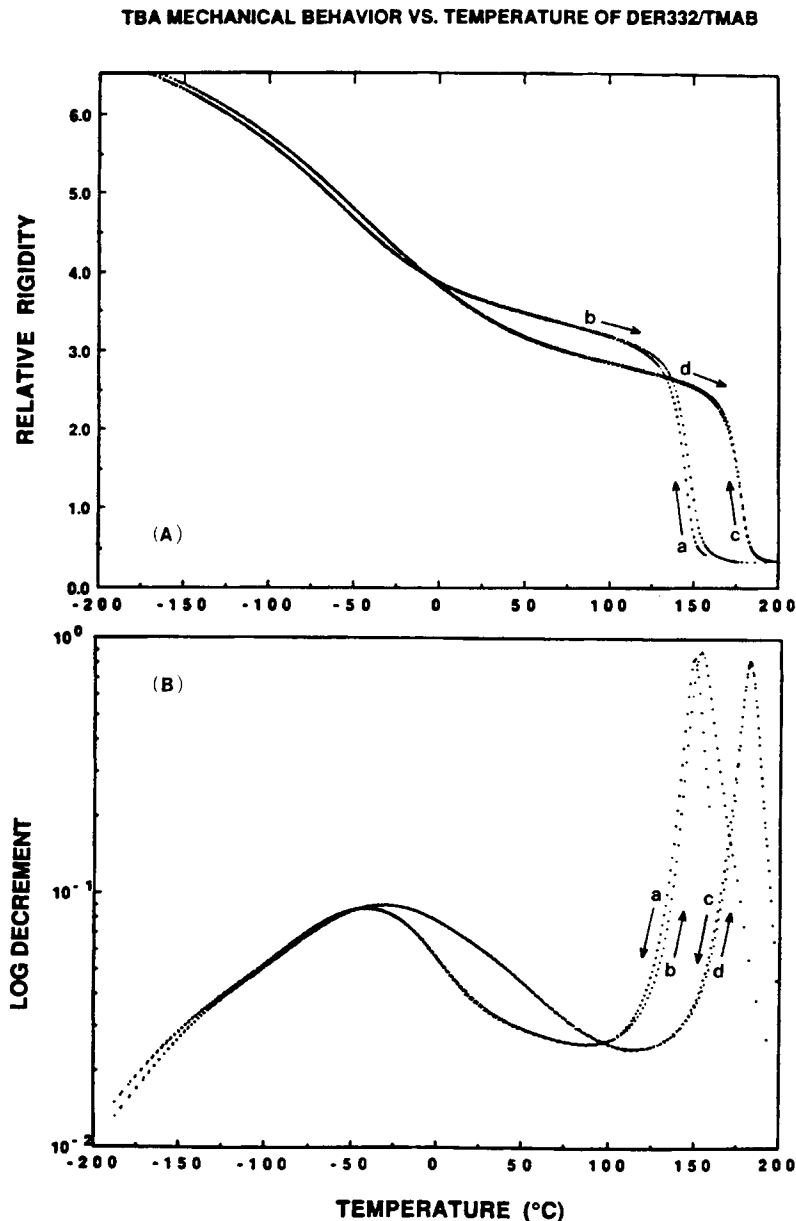 TBA MECHANICAL BEHAVIOR VS. TEMPERATURE OF DER332/TMAB
RELATIVE RIGIDITY
6.0
5.0
4.0
3.0
2.0
1.0
0.0
b
d
a
c
(A)
-200 -150 -100 -50 0 50 100 150 200
LOG DECREMENT
10⁰
10⁻¹
10⁻²
(B)
a
c
b
d
-200 -150 -100 -50 0 50 100 150 200
TEMPERATURE (°C)